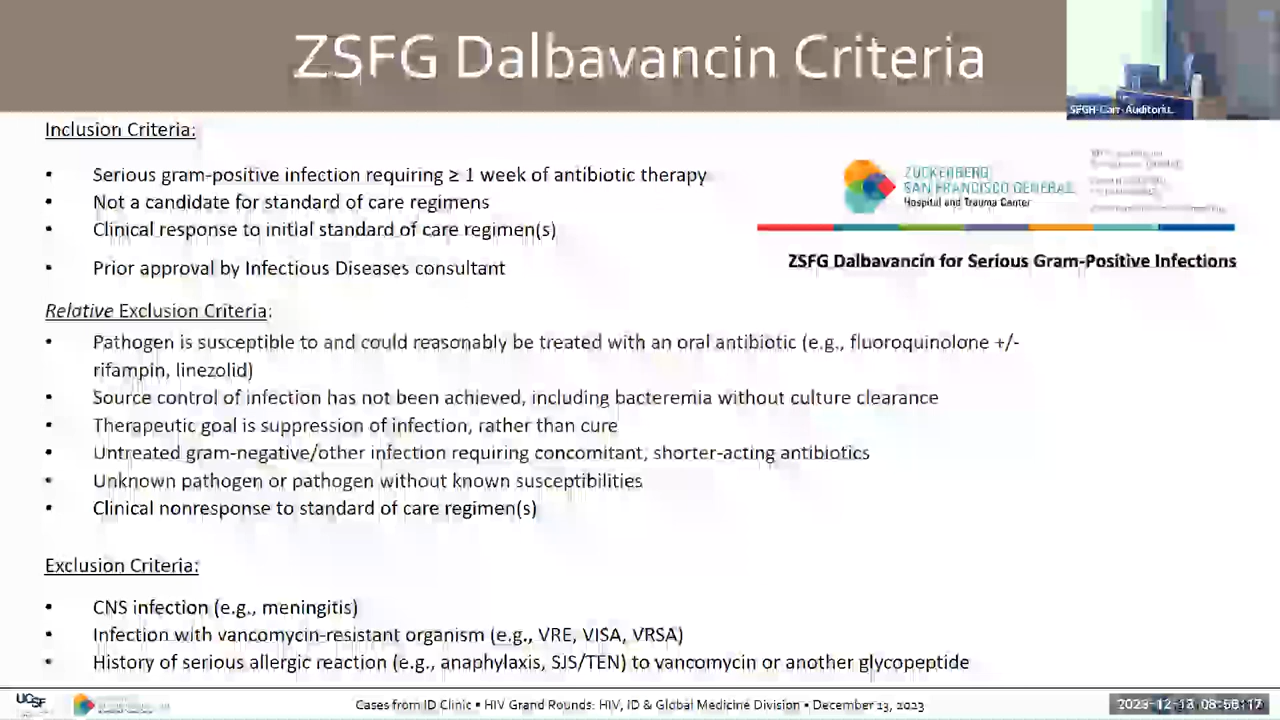 ZSFG Dalbavancin Criteria
SFGH-Carr-Auditoriu...
Inclusion Criteria:
• Serious gram-positive infection requiring ≥ 1 week of antibiotic therapy
• Not a candidate for standard of care regimens
• Clinical response to initial standard of care regimen(s)
• Prior approval by Infectious Diseases consultant
ZUCKERBERG
SAN FRANCISCO GENERAL
Hospital and Trauma Center
ZSFG Dalbavancin for Serious Gram-Positive Infections
Relative Exclusion Criteria:
• Pathogen is susceptible to and could reasonably be treated with an oral antibiotic (e.g., fluoroquinolone +/-
rifampin, linezolid)
• Source control of infection has not been achieved, including bacteremia without culture clearance
• Therapeutic goal is suppression of infection, rather than cure
• Untreated gram-negative/other infection requiring concomitant, shorter-acting antibiotics
• Unknown pathogen or pathogen without known susceptibilities
• Clinical nonresponse to standard of care regimen(s)
Exclusion Criteria:
• CNS infection (e.g., meningitis)
• Infection with vancomycin-resistant organism (e.g., VRE, VISA, VRSA)
• History of serious allergic reaction (e.g., anaphylaxis, SJS/TEN) to vancomycin or another glycopeptide
UCSF
Cases from ID Clinic • HIV Grand Rounds: HIV, ID & Global Medicine Division • December 13, 2023